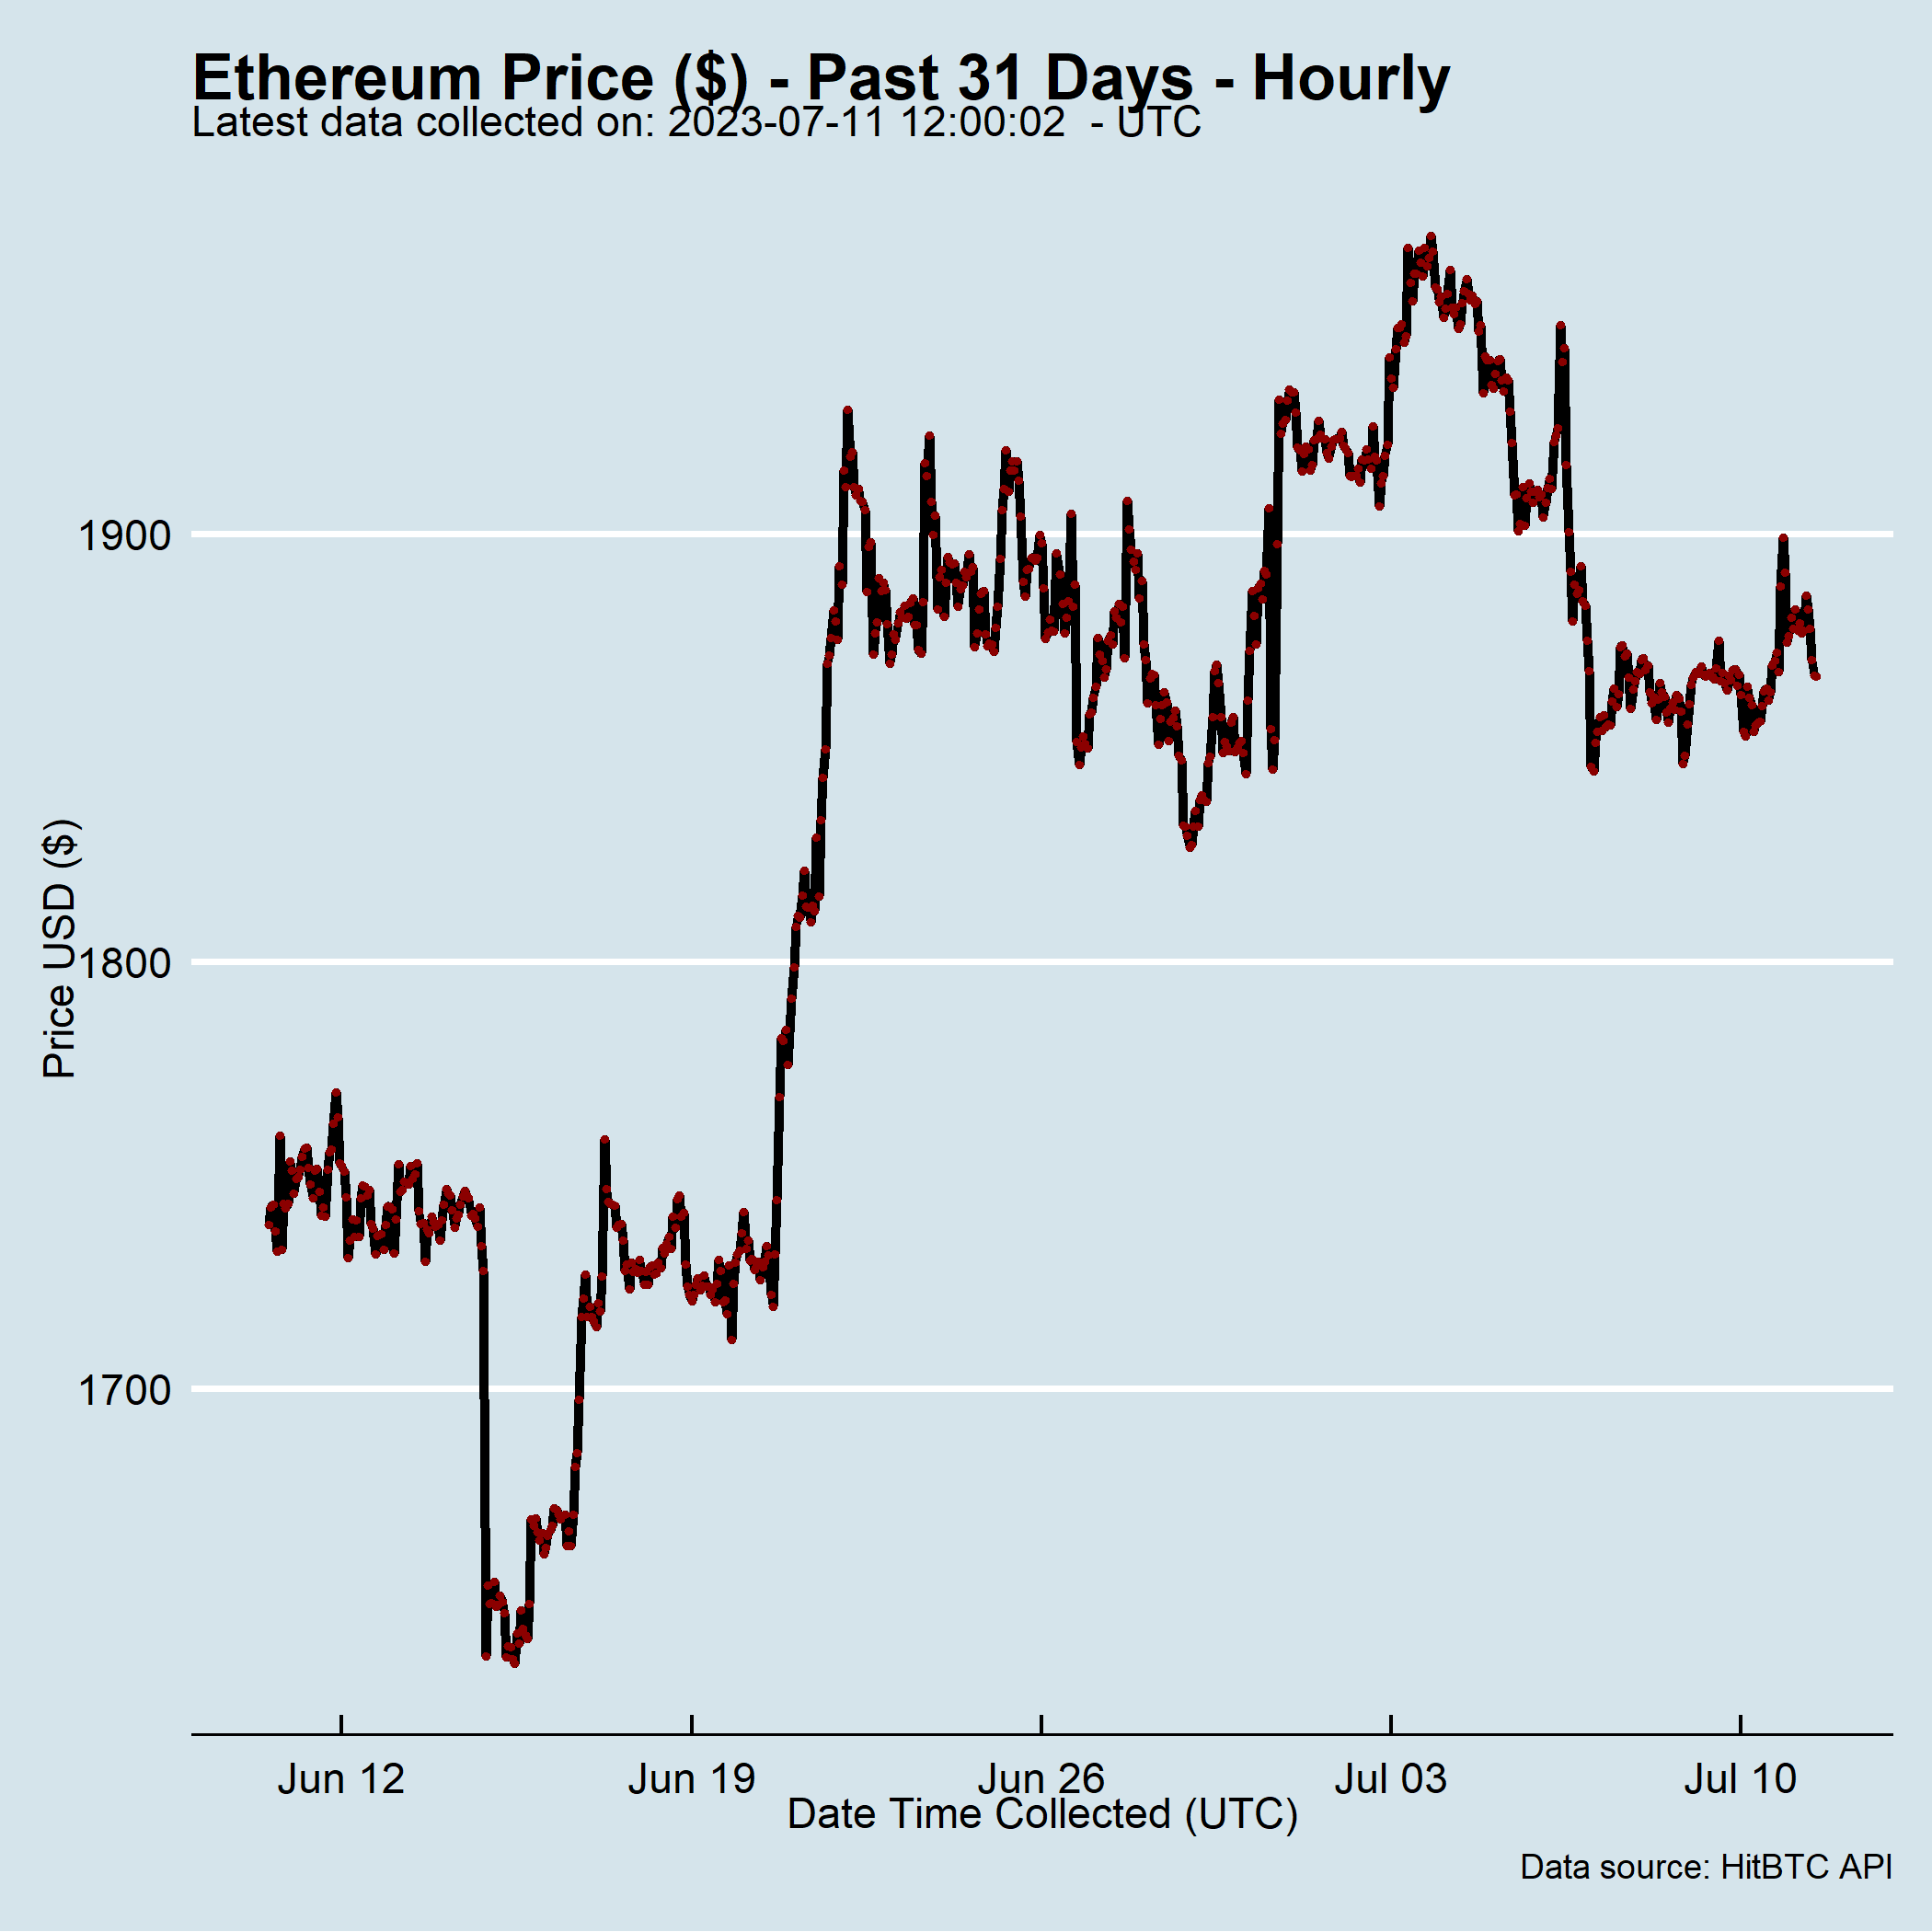 Ethereum Price ($) - Past 31 Days - Hourly
Latest data collected on: 2023-07-11 12:00:02  - UTC
Price USD ($)
1900
1800
1700
Jun 12
Jun 19
Jun 26
Jul 03
Jul 10
Date Time Collected (UTC)
Data source: HitBTC API